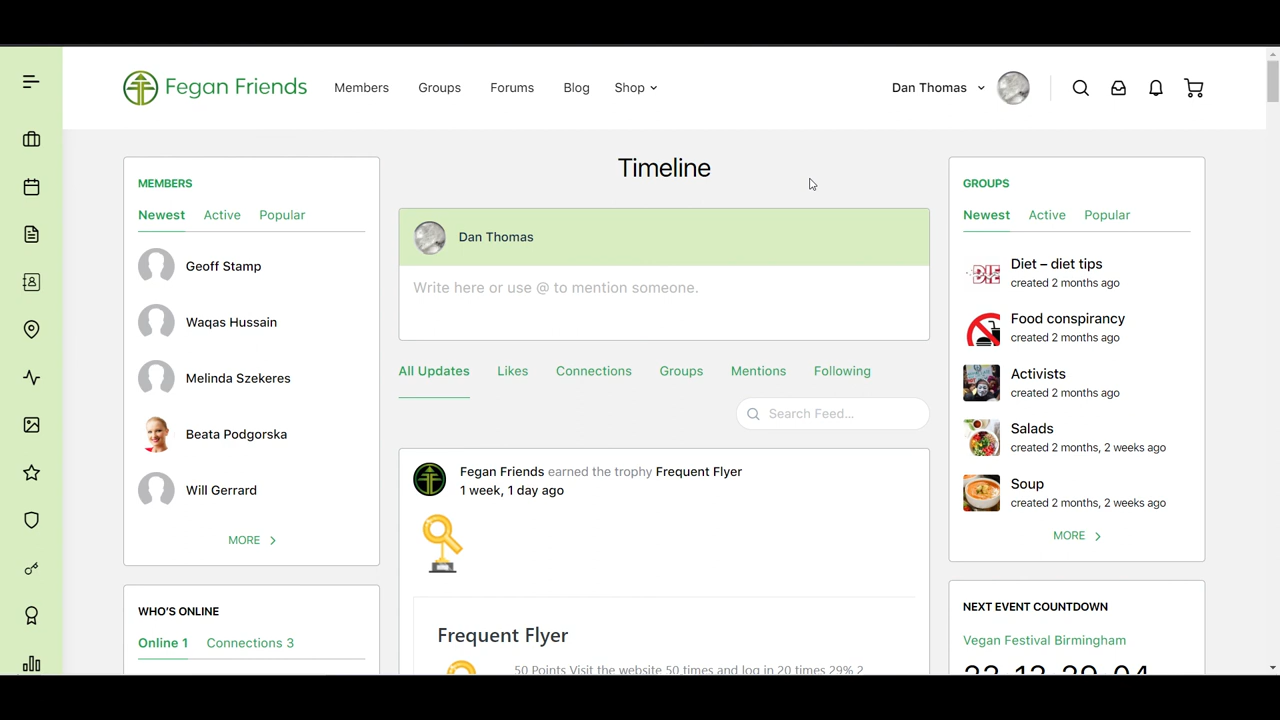 Fegan Friends
Members
Groups
Forums
Blog
Shop
Dan Thomas
MEMBERS
Newest
Active
Popular
Geoff Stamp
Waqas Hussain
Melinda Szekeres
Beata Podgorska
Will Gerrard
MORE
WHO'S ONLINE
Online 1
Connections 3
Timeline
Dan Thomas
Write here or use @ to mention someone.
All Updates
Likes
Connections
Groups
Mentions
Following
Search Feed...
Fegan Friends earned the trophy Frequent Flyer
1 week, 1 day ago
Frequent Flyer
50 Points Visit the website 50 times and log in 20 times 29% 2
GROUPS
Newest
Active
Popular
DIE
Diet – diet tips
created 2 months ago
Food conspirancy
created 2 months ago
Activists
created 2 months ago
Salads
created 2 months, 2 weeks ago
Soup
created 2 months, 2 weeks ago
MORE
NEXT EVENT COUNTDOWN
Vegan Festival Birmingham